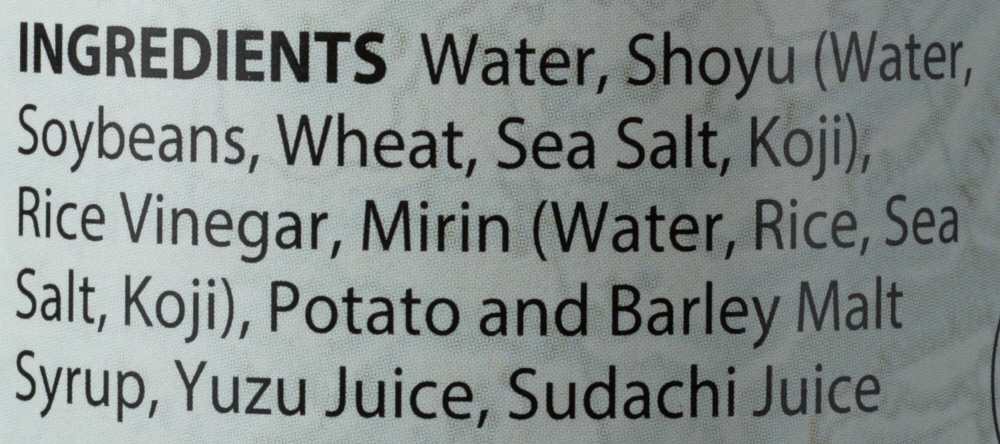 INGREDIENTS Water, Shoyu (Water,
Soybeans, Wheat, Sea Salt, Koji),
Rice Vinegar, Mirin (Water, Rice, Sea
Salt, Koji), Potato and Barley Malt
Syrup, Yuzu Juice, Sudachi Juice